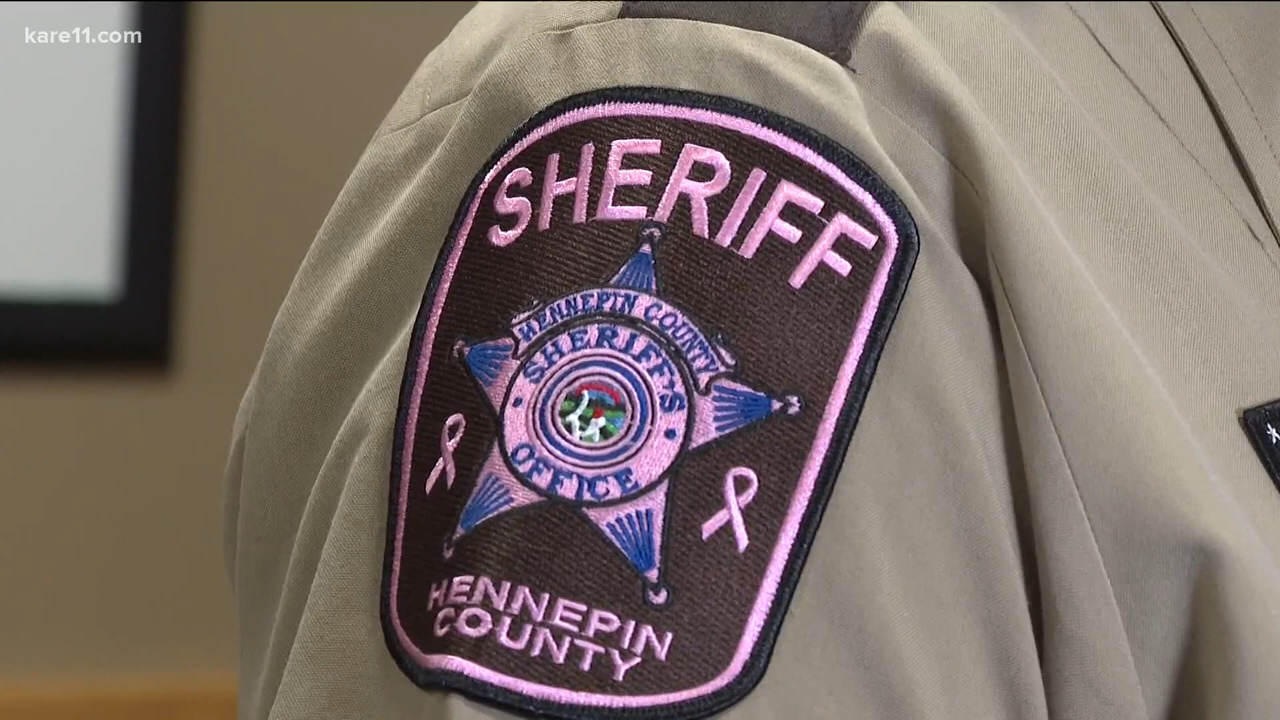 kare11.com
SHERIFF
HENNEPIN COUNTY
SHERIFF'S
OFFICE
HENNEPIN
COUNTY